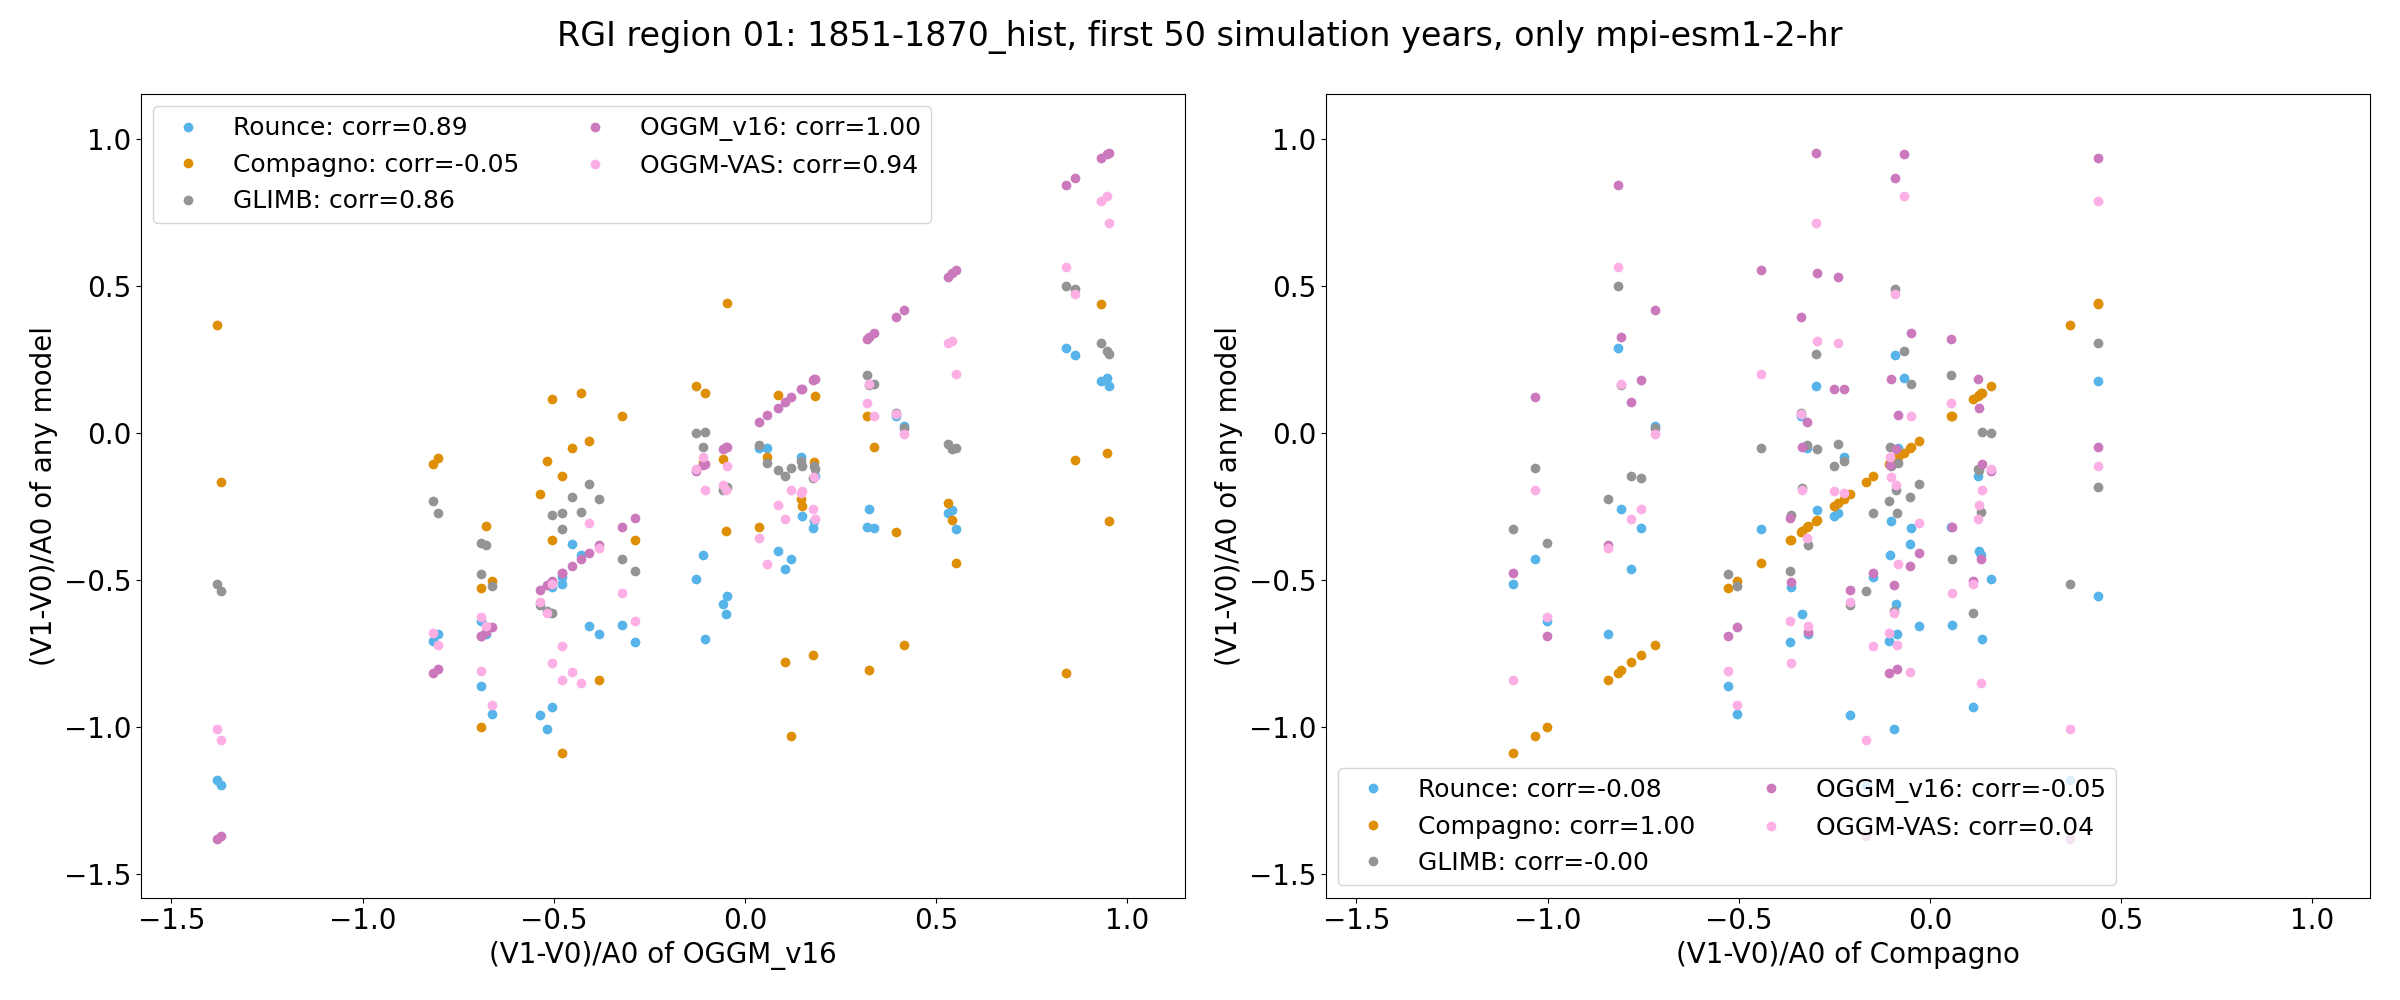 RGI region 01: 1851-1870_hist, first 50 simulation years, only mpi-esm1-2-hr
Rounce: corr=0.89
Compagno: corr=-0.05
GLIMB: corr=0.86
OGGM_v16: corr=1.00
OGGM-VAS: corr=0.94
(V1-V0)/A0 of any model
1.0
0.5
0.0
−0.5
−1.0
−1.5
−1.5 −1.0 −0.5 0.0 0.5 1.0
(V1-V0)/A0 of OGGM_v16
(V1-V0)/A0 of any model
1.0
0.5
0.0
−0.5
−1.0
−1.5
Rounce: corr=-0.08
Compagno: corr=1.00
GLIMB: corr=-0.00
OGGM_v16: corr=-0.05
OGGM-VAS: corr=0.04
−1.5 −1.0 −0.5 0.0 0.5 1.0
(V1-V0)/A0 of Compagno